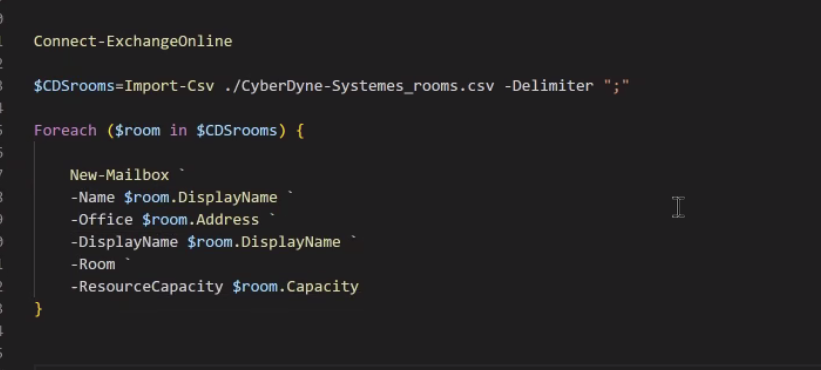 Connect-ExchangeOnline
$CDSrooms=Import-Csv ./CyberDyne-Systemes_rooms.csv -Delimiter ";"
Foreach ($room in $CDSrooms) {
New-Mailbox `
-Name $room.DisplayName `
-Office $room.Address `
-DisplayName $room.DisplayName `
-Room `
-ResourceCapacity $room.Capacity
}